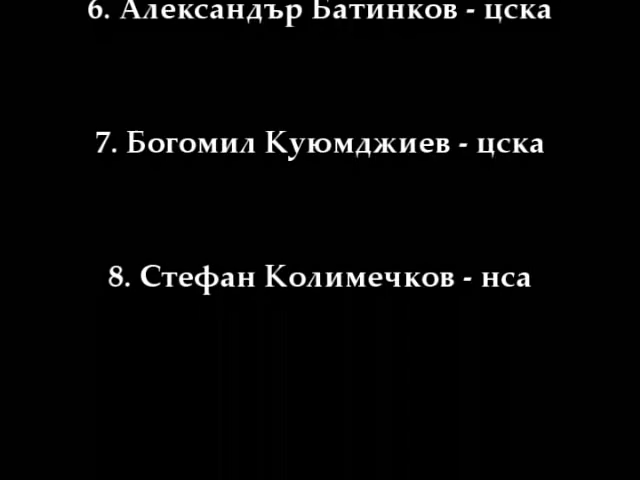 6. Александър Батинков - цска
7. Богомил Куюмджиев - цска
8. Стефан Колимечков - нса